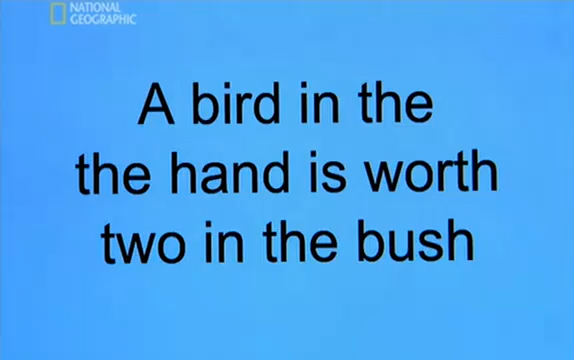 NATIONAL
GEOGRAPHIC
A bird in the
the hand is worth
two in the bush